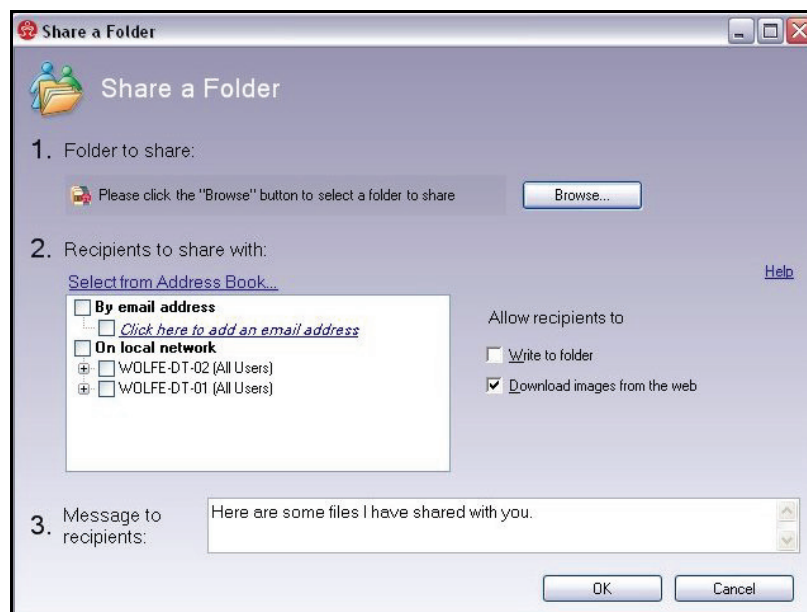 Share a Folder
Share a Folder
1. Folder to share:
Please click the "Browse" button to select a folder to share
Browse...
2. Recipients to share with:
Help
Select from Address Book...
By email address
Click here to add an email address
On local network
WOLFE-DT-02 (All Users)
WOLFE-DT-01 (All Users)
Allow recipients to
Write to folder
Download images from the web
3. Message to
recipients:
Here are some files I have shared with you.
OK
Cancel